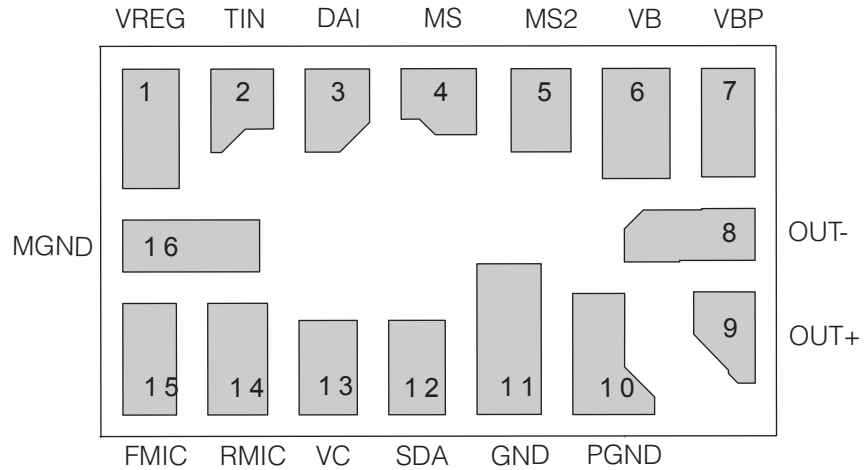 VREG TIN DAI MS MS2 VB VBP
1 2 3 4 5 6 7
MGND 16 8 OUT-
9 OUT+
15 14 13 12 11 10
FMIC RMIC VC SDA GND PGND